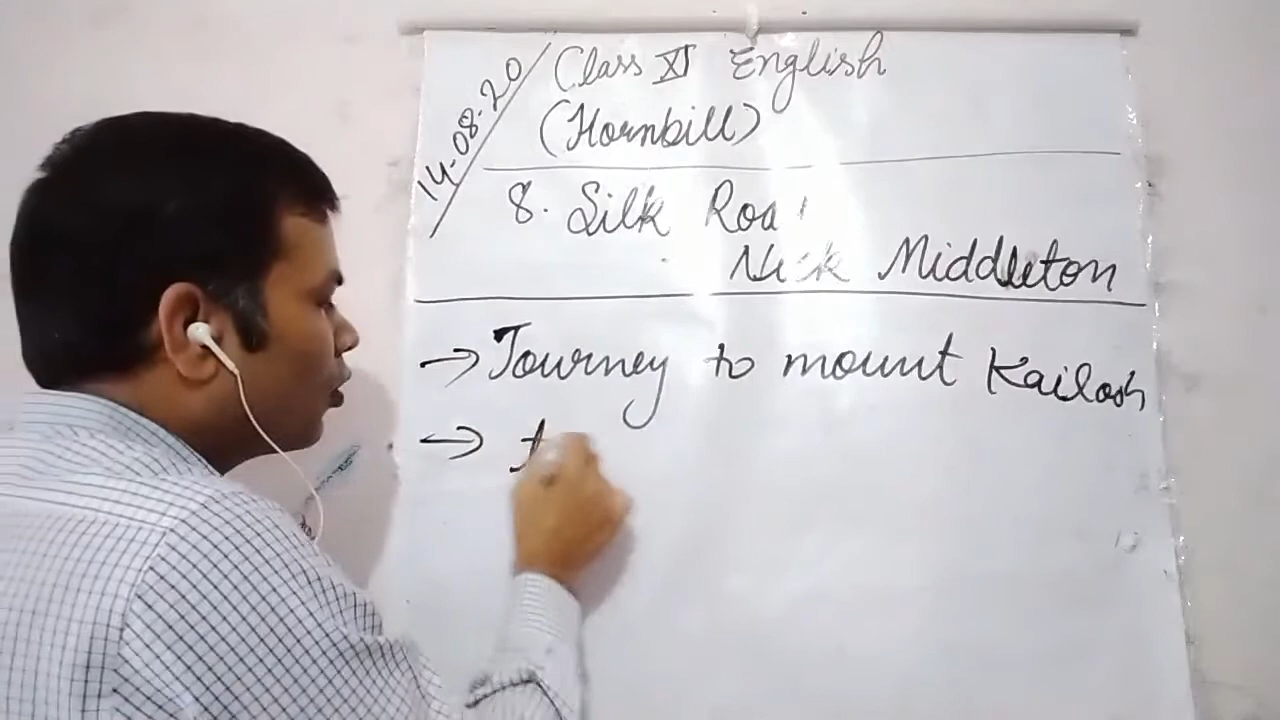 14-08-20
Class XI English
(Hornbill)
8. Silk Roa
Nick Middleton
→ Journey to mount Kailash
→